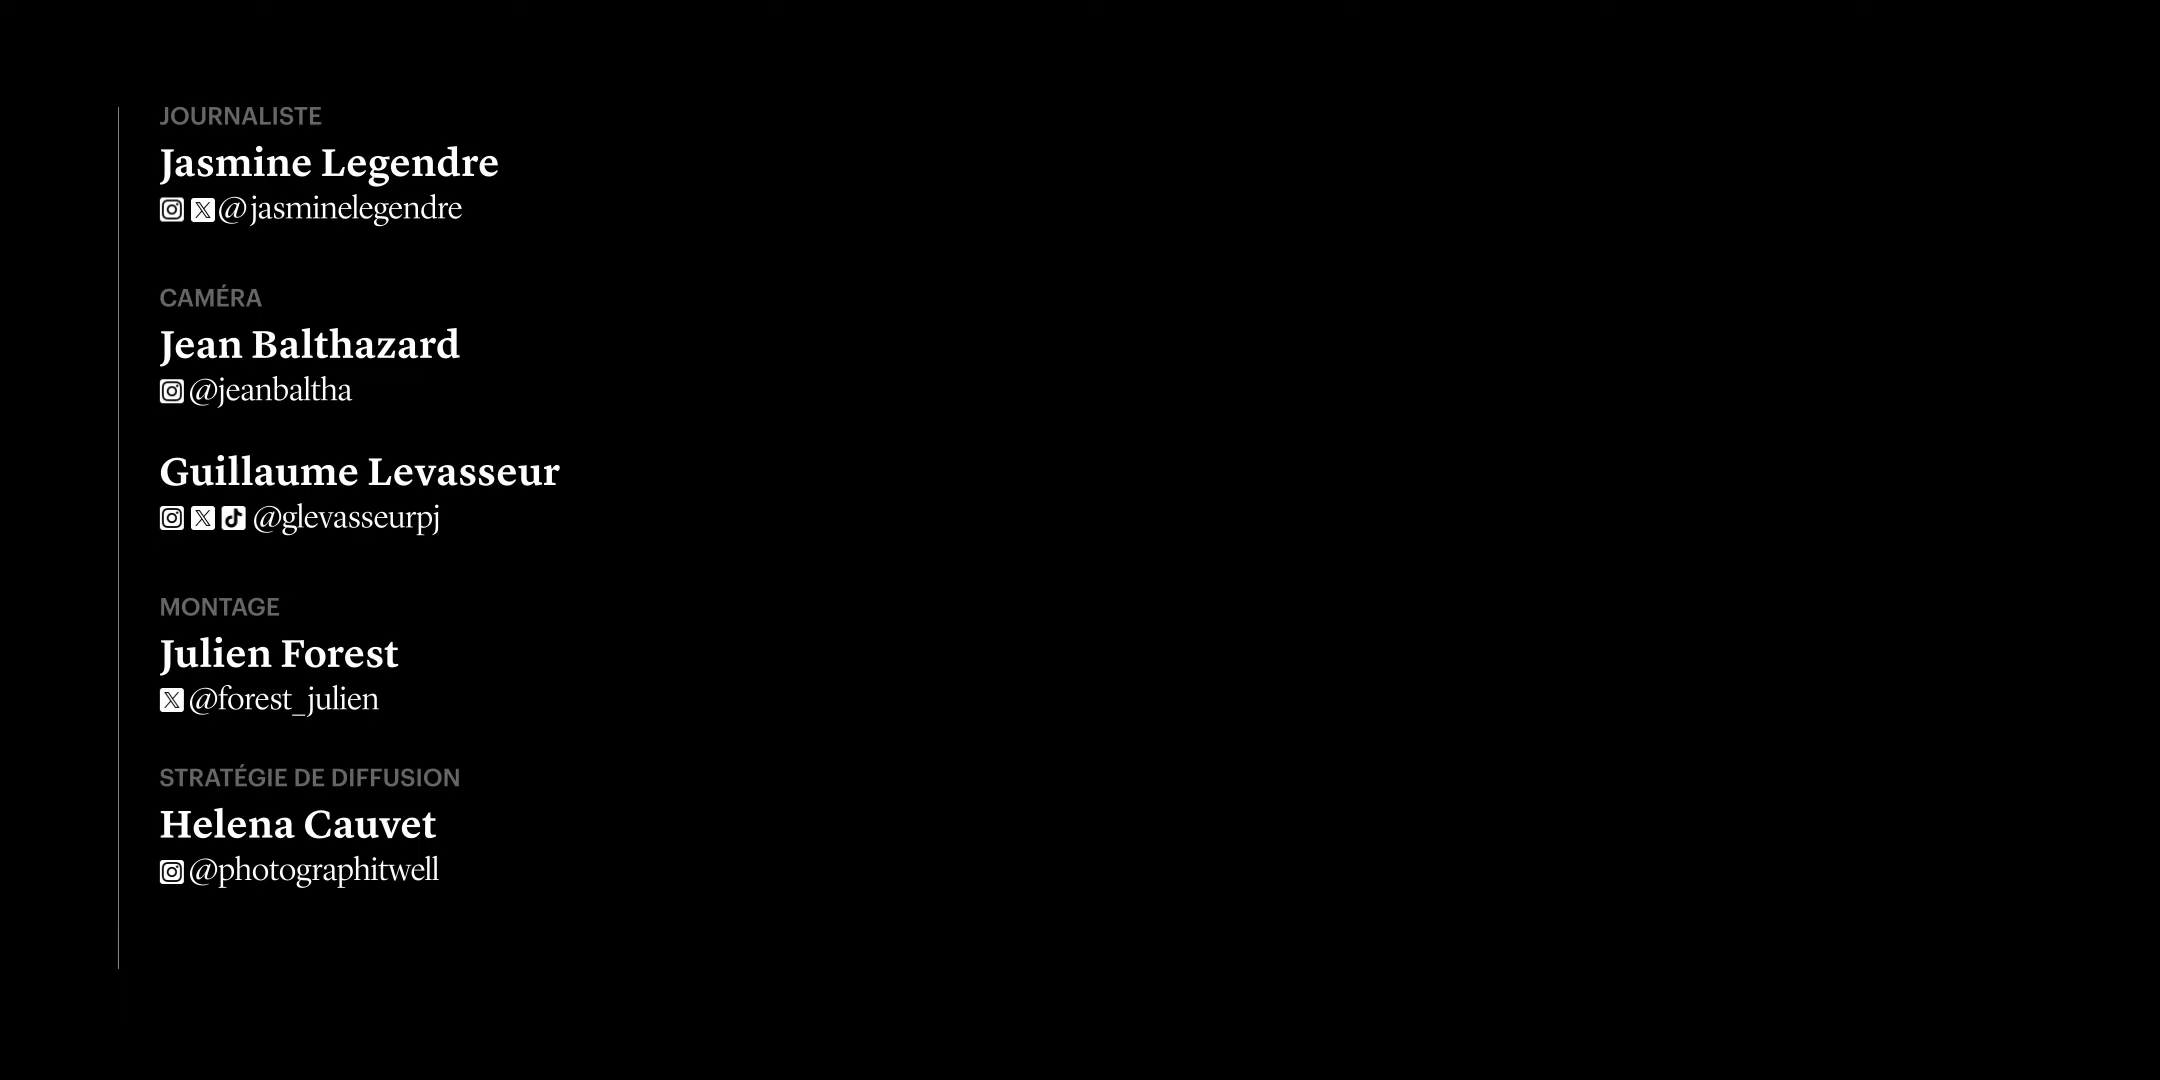 JOURNALISTE
Jasmine Legendre
@jasminelegendre
CAMÉRA
Jean Balthazard
@jeanbaltha
Guillaume Levasseur
@glevasseurpj
MONTAGE
Julien Forest
@forest_julien
STRATÉGIE DE DIFFUSION
Helena Cauvet
@photographitwell